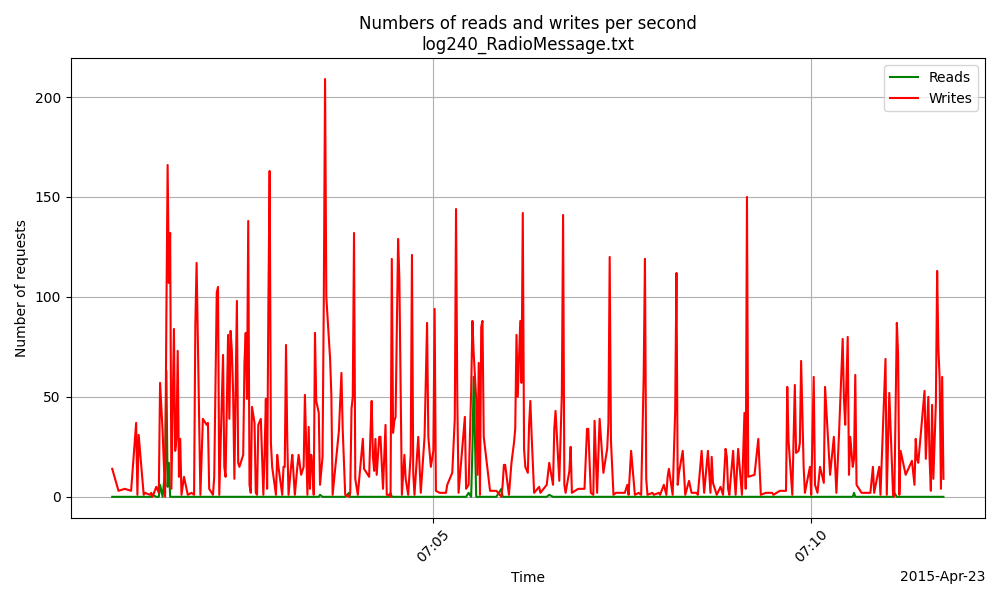 Numbers of reads and writes per second
log240_RadioMessage.txt
Reads
Writes
Number of requests
200
150
100
50
0
07:05
07:10
Time
2015-Apr-23